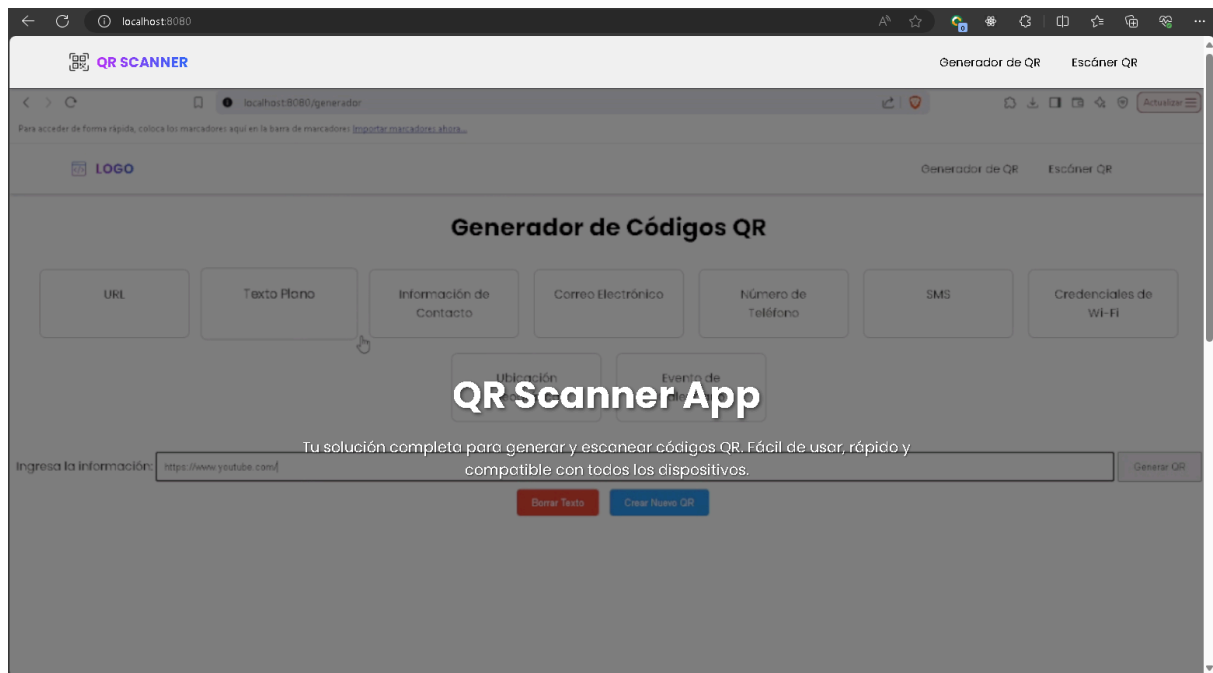 localhost:8080
QR SCANNER
Generador de QR
Escáner QR
localhost:8080/generador
Actualizar
Para acceder de forma rápida, coloca los marcadores aquí en la barra de marcadores Importar marcadores ahora...
LOGO
Generador de QR
Escáner QR
Generador de Códigos QR
URL
Texto Plano
Información de
Contacto
Correo Electrónico
Número de
Teléfono
SMS
Credenciales de
Wi-Fi
Ubicación
Evento de
QR Scanner App
Tu solución completa para generar y escanear códigos QR. Fácil de usar, rápido y
compatible con todos los dispositivos.
Ingresa la información:
https://www.youtube.com/
Generar QR
Borrar Texto
Crear Nuevo QR